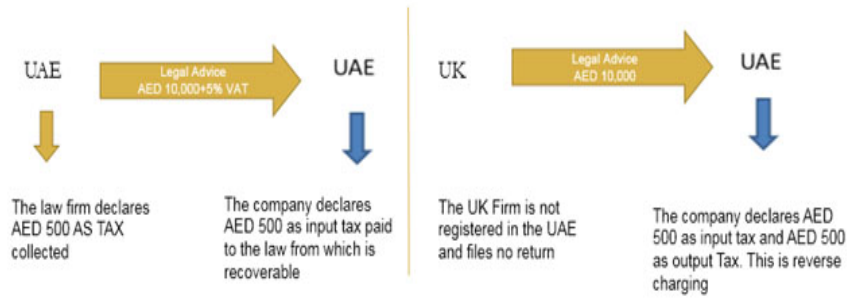 UAE
Legal Advice
AED 10,000+5% VAT
UAE
The law firm declares
AED 500 AS TAX
collected
The company declares
AED 500 as input tax paid
to the law from which is
recoverable
UK
Legal Advice
AED 10,000
UAE
The UK Firm is not
registered in the UAE
and files no return
The company declares AED
500 as input tax and AED 500
as output Tax. This is reverse
charging